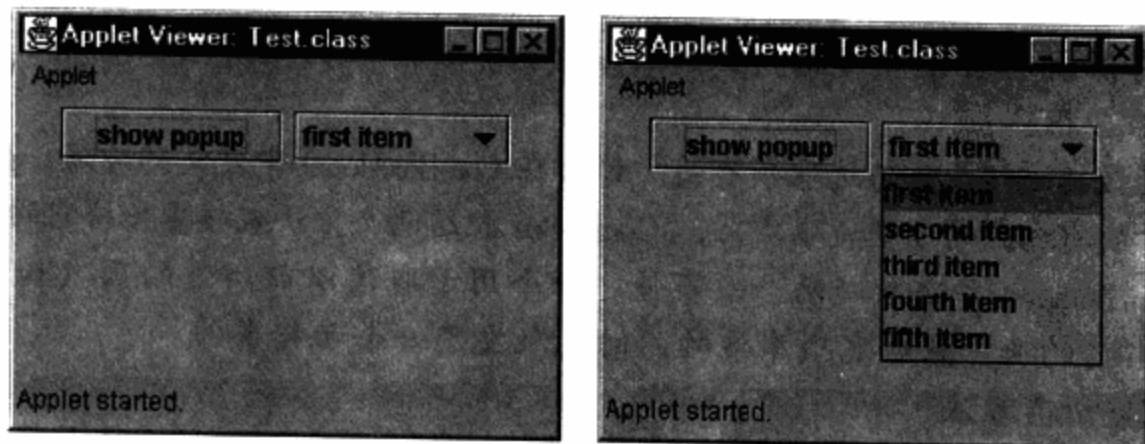 Applet Viewer: Test.class
Applet
show popup
first item
Applet started.
Applet Viewer: Test.class
Applet
show popup
first item
first item
second item
third item
fourth item
fifth item
Applet started.